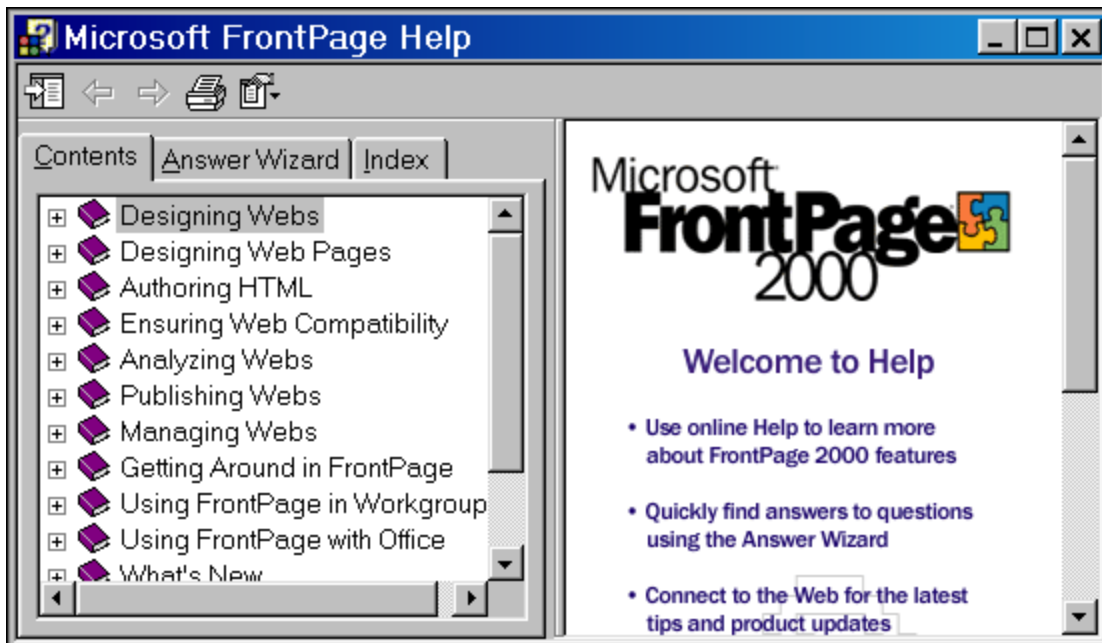 Microsoft FrontPage Help
Contents Answer Wizard Index
Designing Webs
Designing Web Pages
Authoring HTML
Ensuring Web Compatibility
Analyzing Webs
Publishing Webs
Managing Webs
Getting Around in FrontPage
Using FrontPage in Workgroup
Using FrontPage with Office
What's New
Microsoft
FrontPage
2000
Welcome to Help
• Use online Help to learn more
about FrontPage 2000 features
• Quickly find answers to questions
using the Answer Wizard
• Connect to the Web for the latest
tips and product updates